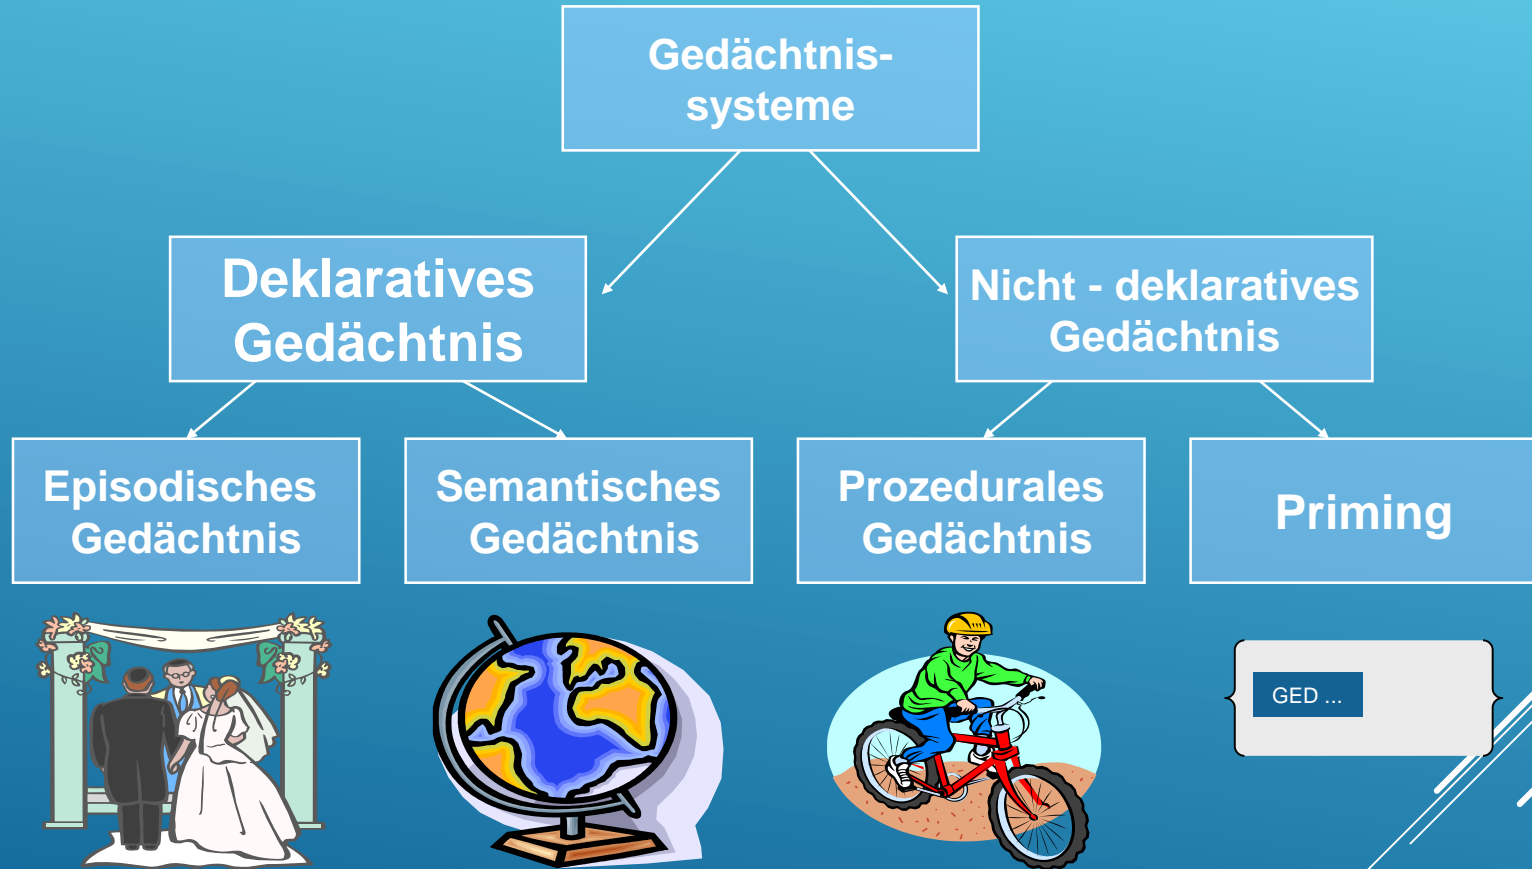 Gedächtnis-
systeme
Deklaratives
Gedächtnis
Nicht - deklaratives
Gedächtnis
Episodisches
Gedächtnis
Semantisches
Gedächtnis
Prozedurales
Gedächtnis
Priming
GED ...